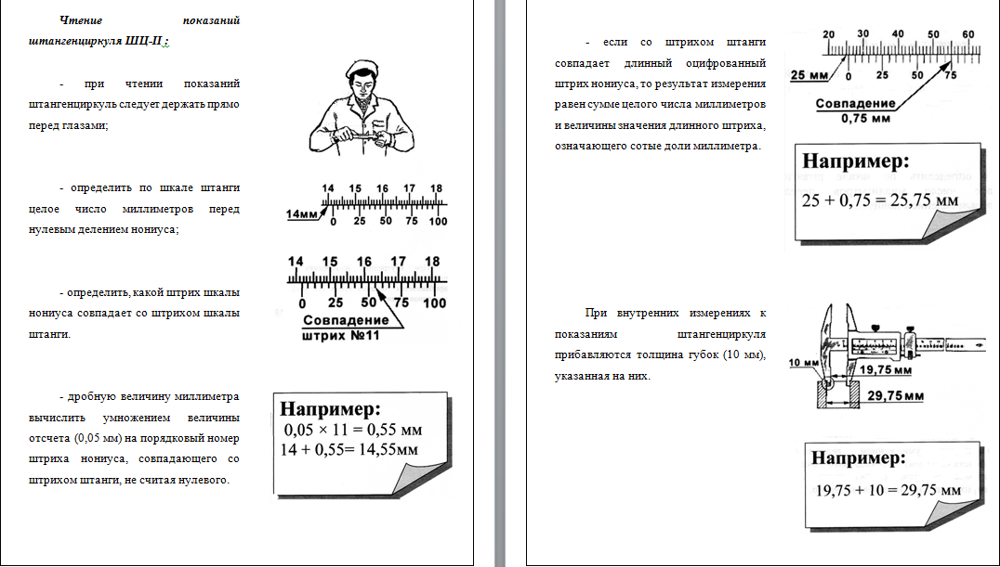 Чтение показаний
штангенциркуля ШЦ-II :
- при чтении показаний
штангенциркуль следует держать прямо
перед глазами;
- определить по шкале штанги
целое число миллиметров перед
нулевым делением нониуса;
14 15 16 17 18
14мм
0 25 50 75 100
- определить, какой штрих шкалы
нониуса совпадает со штрихом шкалы
штанги.
14 15 16 17 18
0 25 50 75 100
Совпадение
штрих №11
- дробную величину миллиметра
вычислить умножением величины
отсчета (0,05 мм) на порядковый номер
штриха нониуса, совпадающего со
штрихом штанги, не считая нулевого.
Например:
0,05 × 11 = 0,55 мм
14 + 0,55= 14,55мм
- если со штрихом штанги
совпадает длинный оцифрованный
штрих нониуса, то результат измерения
равен сумме целого числа миллиметров
и величины значения длинного штриха,
означающего сотые доли миллиметра.
20 30 40 50 60
25 мм
0 25 50 75
Совпадение
0,75 мм
Например:
25 + 0,75 = 25,75 мм
При внутренних измерениях к
показаниям штангенциркуля
прибавляются толщина губок (10 мм),
указанная на них.
10 мм
19,75 мм
29,75 мм
Например:
19,75 + 10 = 29,75 мм